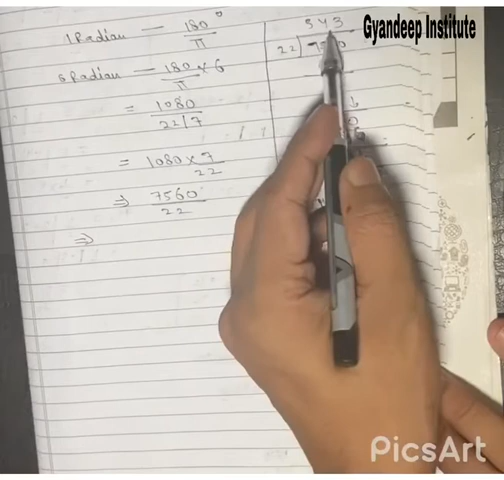 Gyandeep Institute
1 Radian — 180°/π
6 Radian — 180/π × 6
= 1080/22/7
= 1080 × 7/22
⇒ 7560/22
⇒
343
22
PicsArt